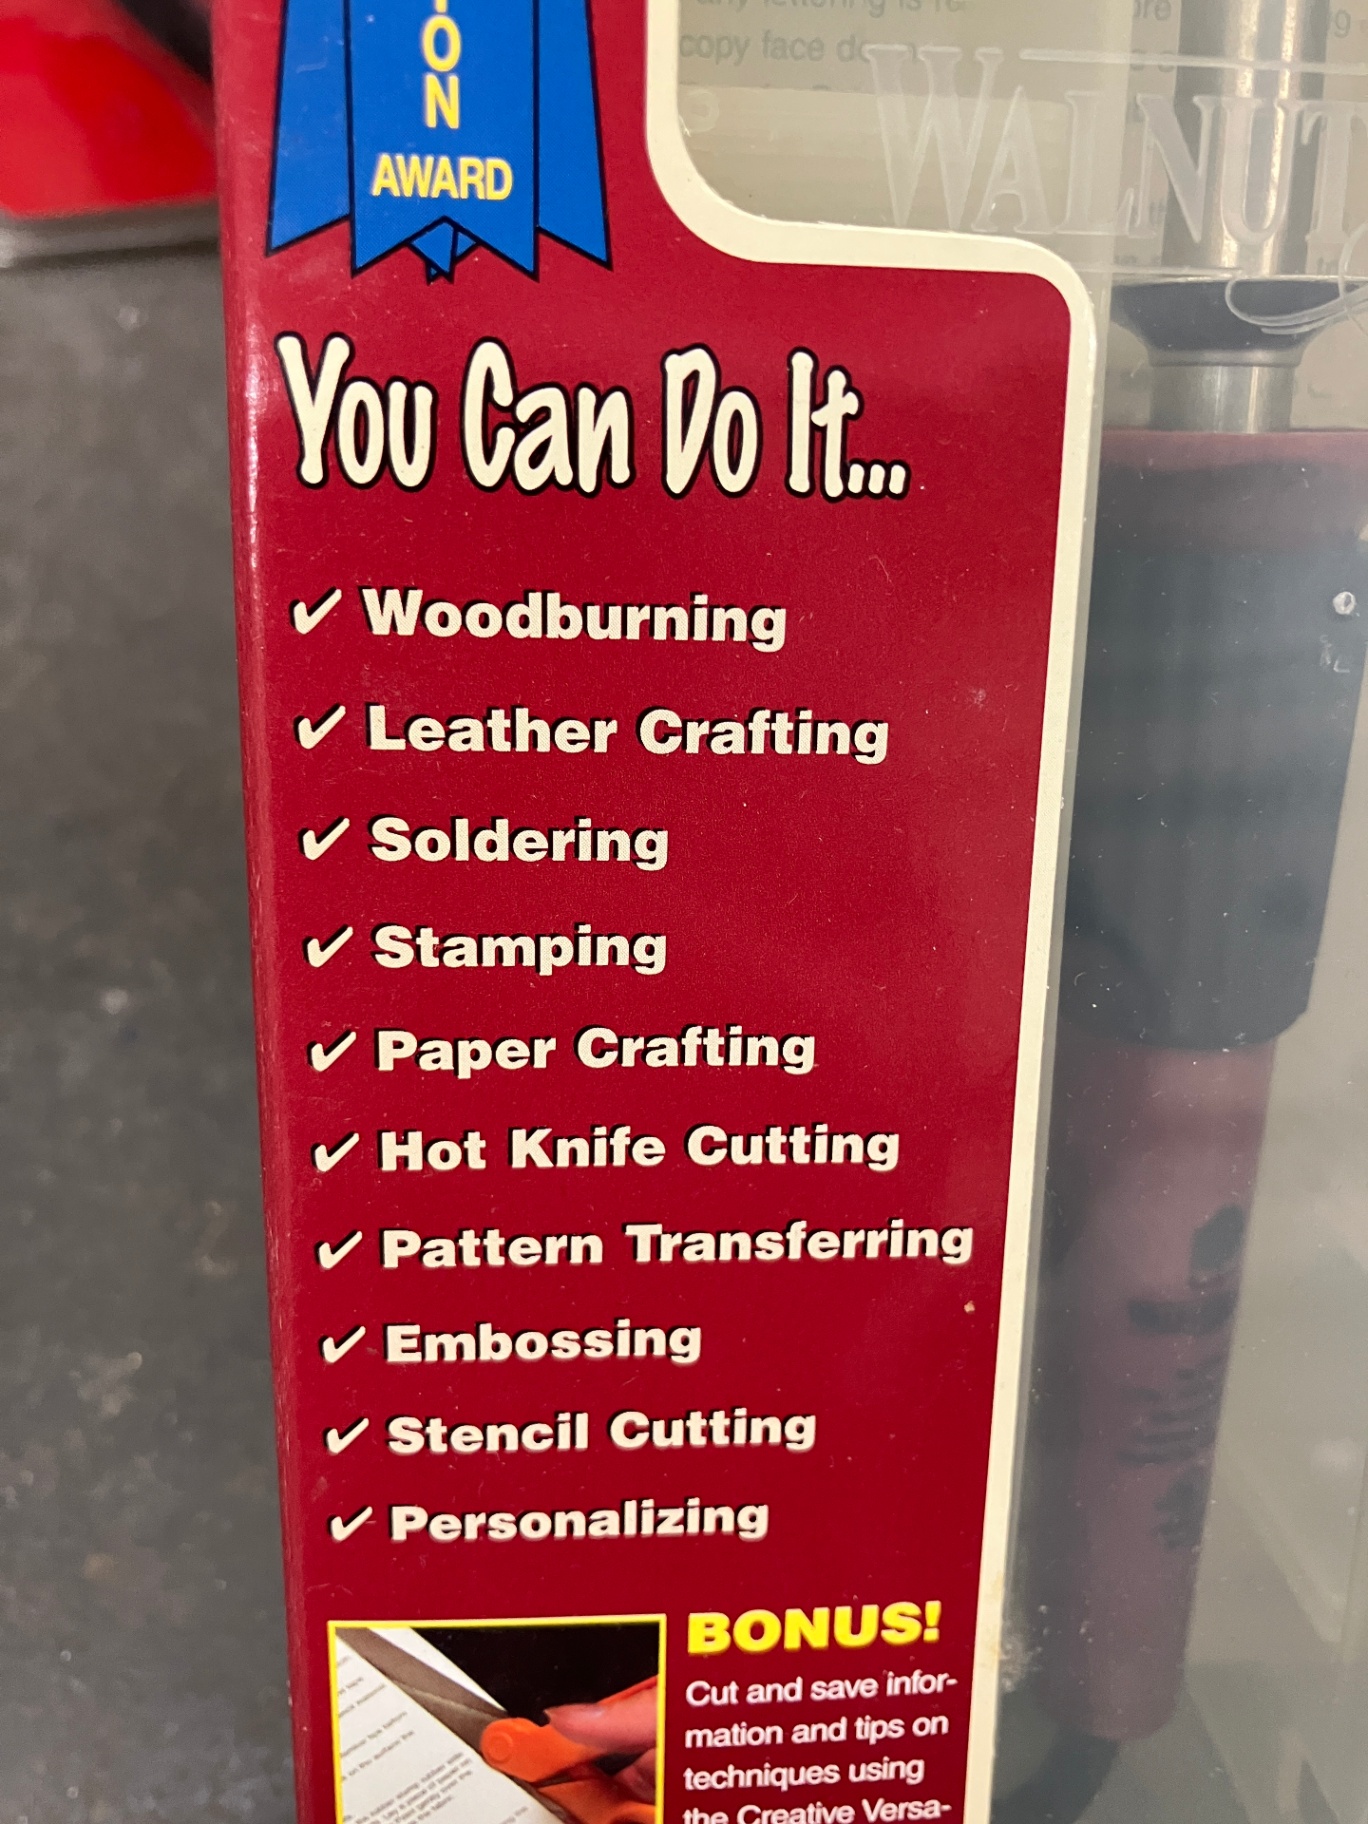 ION
AWARD
copy face
WALNUT
You Can Do It...
✔ Woodburning
✔ Leather Crafting
✔ Soldering
✔ Stamping
✔ Paper Crafting
✔ Hot Knife Cutting
✔ Pattern Transferring
✔ Embossing
✔ Stencil Cutting
✔ Personalizing
BONUS!
Cut and save infor-
mation and tips on
techniques using
the Creative Versa-